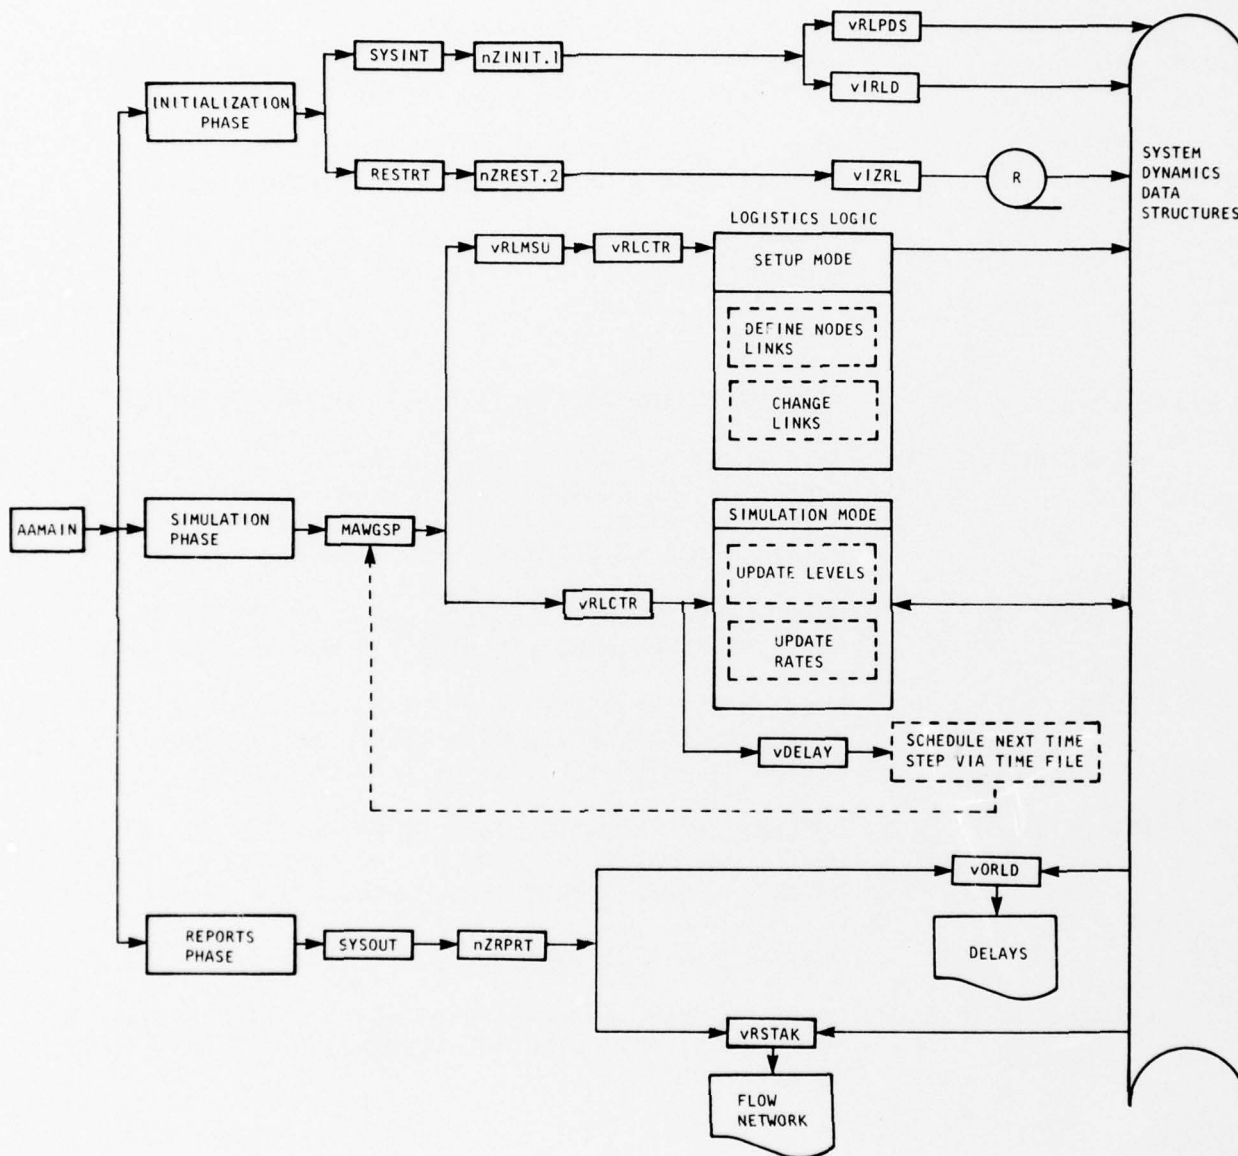 vRLPDS
SYSINT
nZINIT.1
vIRLD
INITIALIZATION
PHASE
SYSTEM
DYNAMICS
DATA
STRUCTURES
RESTRT
nZREST.2
vIZRL
R
LOGISTICS LOGIC
vRLMSU
vRLCTR
SETUP MODE
DEFINE NODES
LINKS
CHANGE
LINKS
AAMAIN
SIMULATION
PHASE
MAWGSP
SIMULATION MODE
UPDATE LEVELS
vRLCTR
UPDATE
RATES
vDELAY
SCHEDULE NEXT TIME
STEP VIA TIME FILE
vORLD
REPORTS
PHASE
SYSOUT
nZRPRT
DELAYS
vRSTAK
FLOW
NETWORK